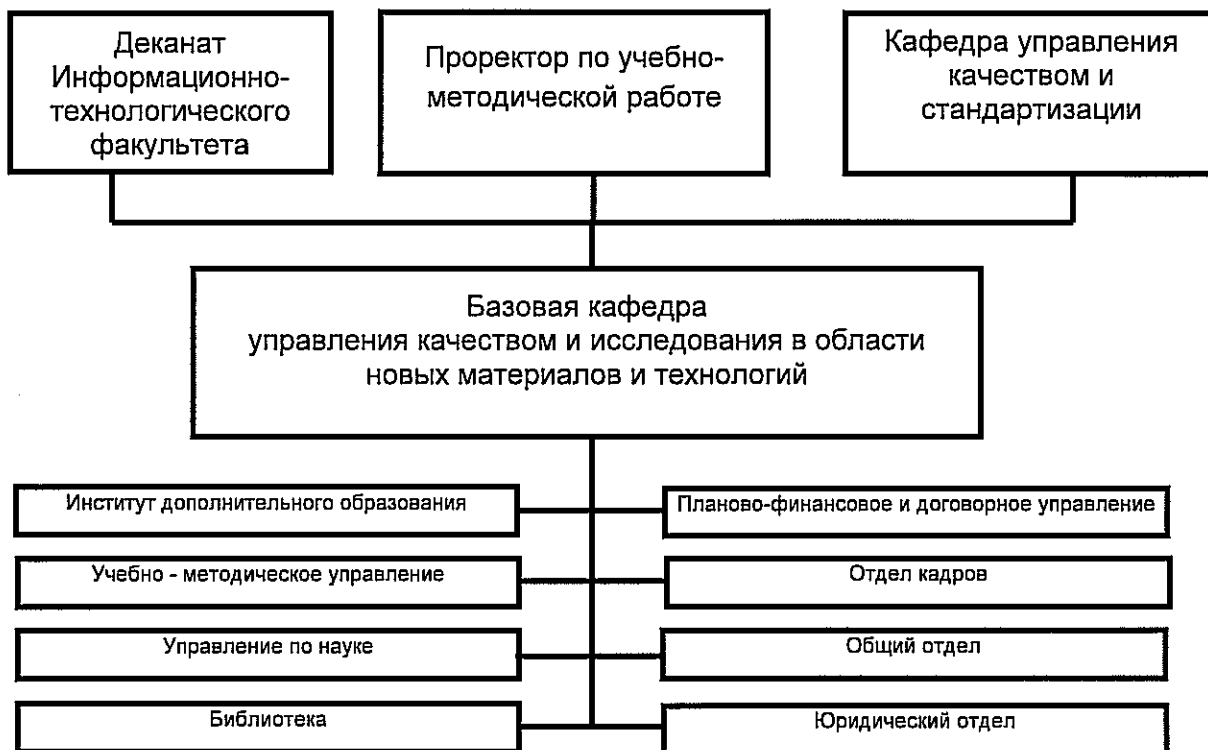 Деканат
Информационно-
технологического
факультета
Проректор по учебно-
методической работе
Кафедра управления
качеством и
стандартизации
Базовая кафедра
управления качеством и исследования в области
новых материалов и технологий
Институт дополнительного образования
Планово-финансовое и договорное управление
Учебно - методическое управление
Отдел кадров
Управление по науке
Общий отдел
Библиотека
Юридический отдел